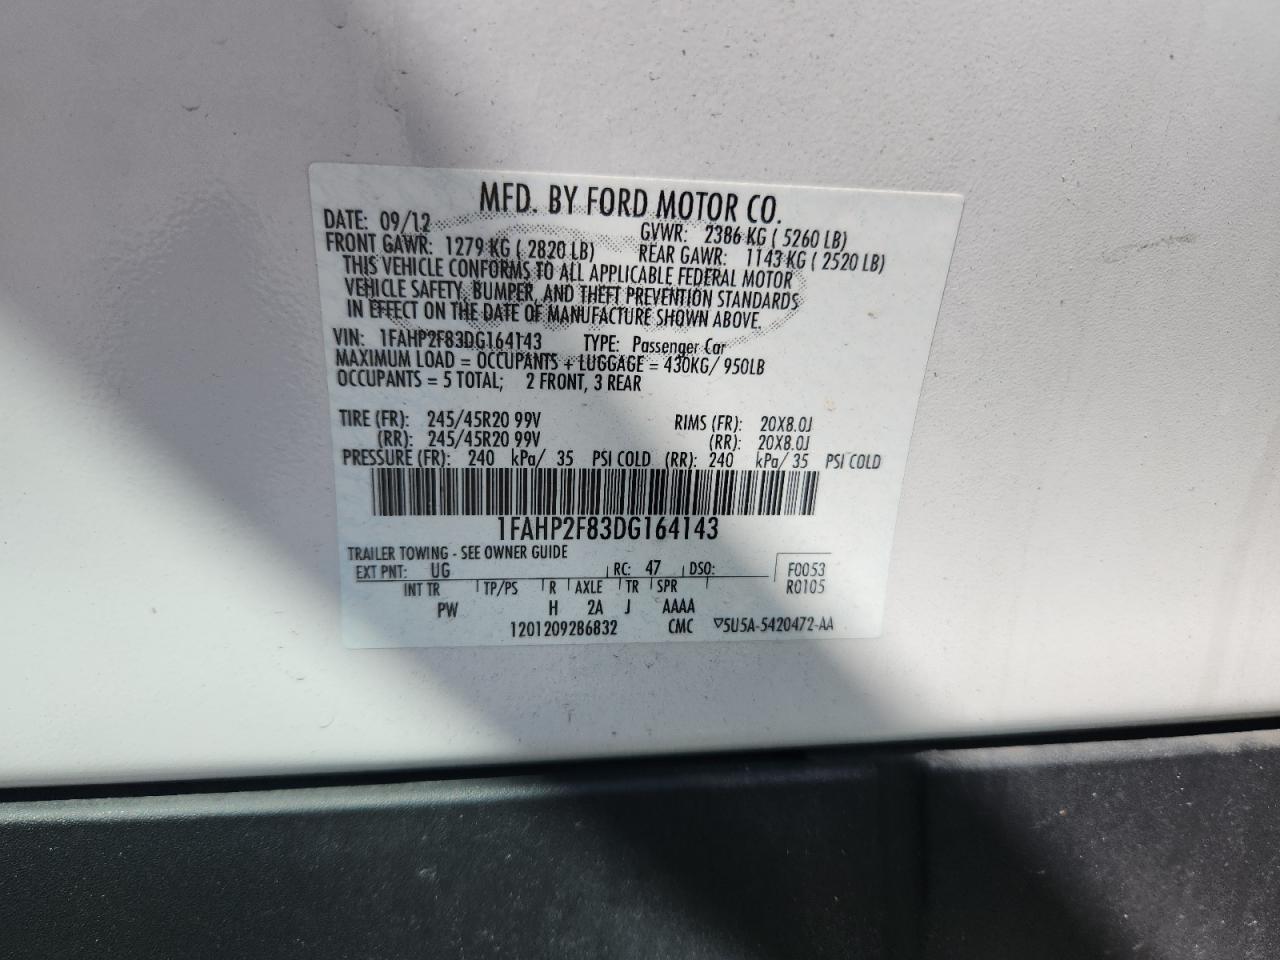 MFD. BY FORD MOTOR CO.
DATE: 09/12 GVWR: 2386 KG ( 5260 LB)
FRONT GAWR: 1279 KG ( 2820 LB) REAR GAWR: 1143 KG ( 2520 LB)
THIS VEHICLE CONFORMS TO ALL APPLICABLE FEDERAL MOTOR
VEHICLE SAFETY, BUMPER, AND THEFT PREVENTION STANDARDS
IN EFFECT ON THE DATE OF MANUFACTURE SHOWN ABOVE.
VIN: 1FAHP2F83DG164143 TYPE: Passenger Car
MAXIMUM LOAD = OCCUPANTS + LUGGAGE = 430KG/ 950LB
OCCUPANTS = 5 TOTAL; 2 FRONT, 3 REAR
TIRE (FR): 245/45R20 99V RIMS (FR): 20X8.0J
(RR): 245/45R20 99V (RR): 20X8.0J
PRESSURE (FR): 240 kPa/ 35 PSI COLD (RR): 240 kPa/ 35 PSI COLD
1FAHP2F83DG164143
TRAILER TOWING - SEE OWNER GUIDE
EXT PNT: UG RC: 47 DSO: F0053
INT TR TP/PS R AXLE TR SPR R0105
PW H 2A J AAAA
1201209286832 CMC ▽5U5A-5420472-AA